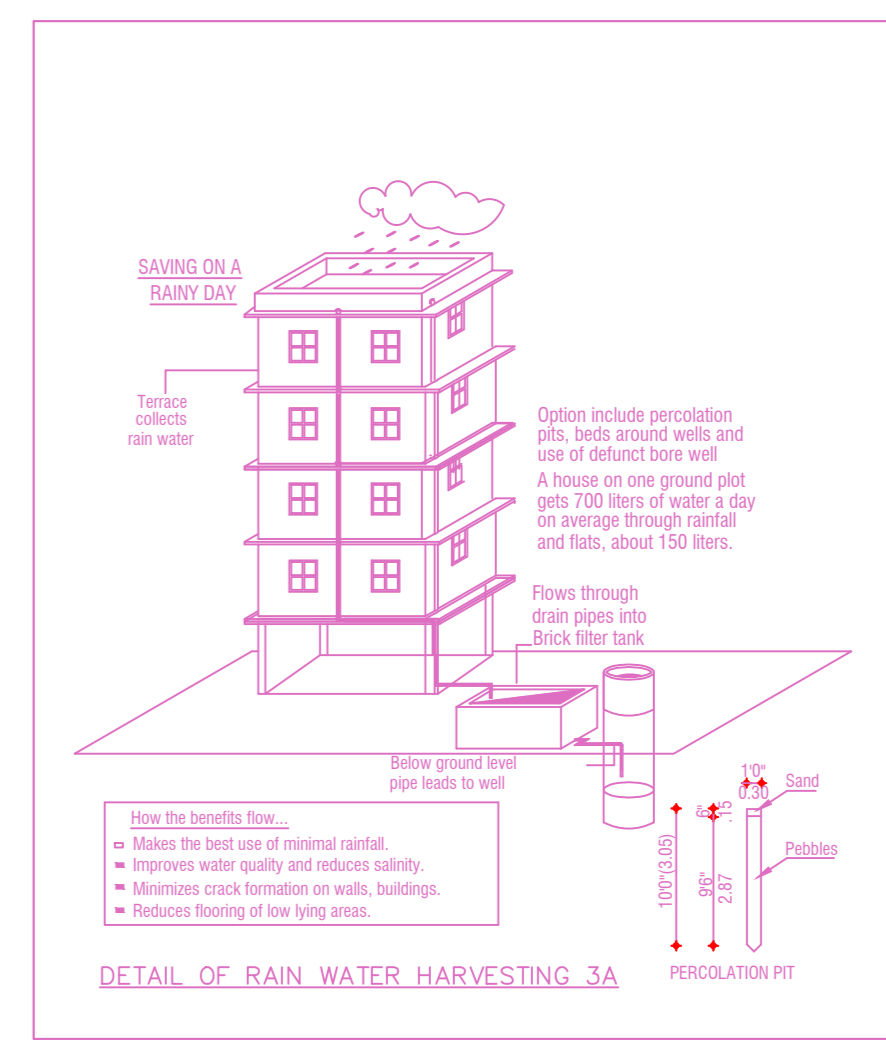 SAVING ON A
RAINY DAY
Terrace
collects
rain water
Option include percolation
pits, beds around wells and
use of defunct bore well
A house on one ground plot
gets 700 liters of water a day
on average through rainfall
and flats, about 150 liters.
Flows through
drain pipes into
Brick filter tank
Below ground level
pipe leads to well
How the benefits flow...
Makes the best use of minimal rainfall.
Improves water quality and reduces salinity.
Minimizes crack formation on walls, buildings.
Reduces flooring of low lying areas.
1'0"
0.30
Sand
6"
.15
Pebbles
10'0"(3.05)
9'6"
2.87
PERCOLATION PIT
DETAIL OF RAIN WATER HARVESTING 3A